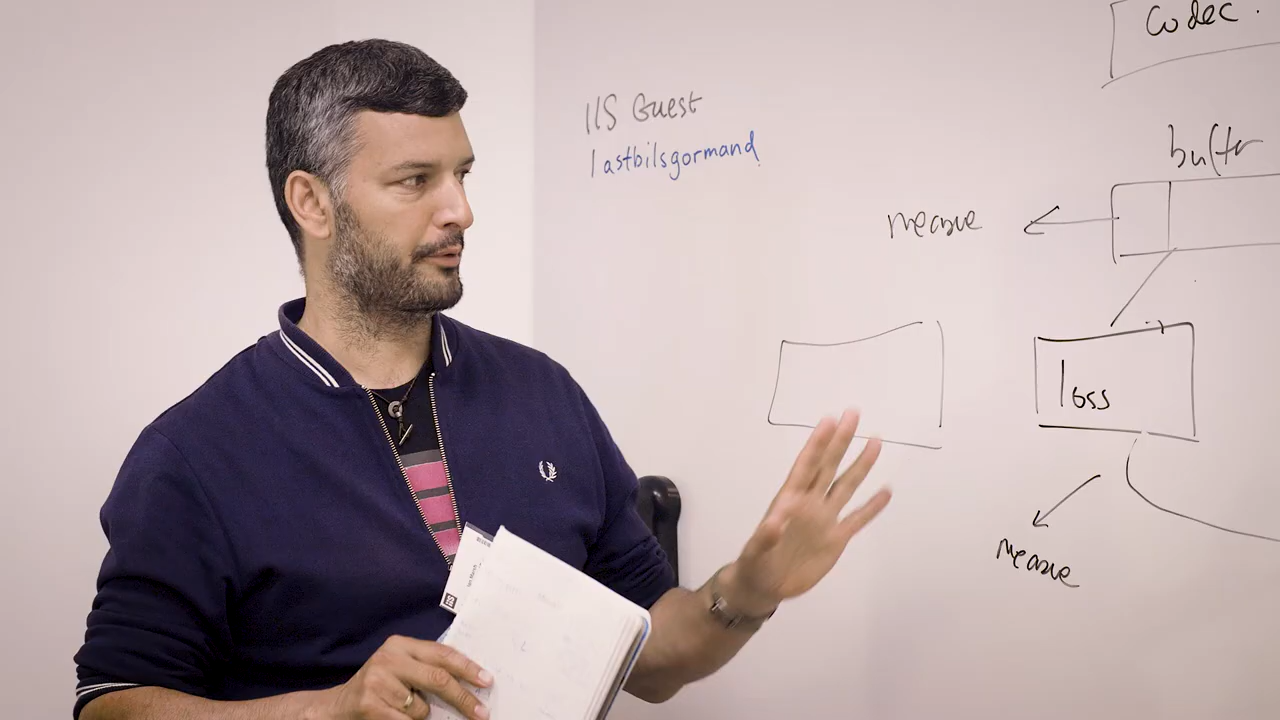 IIS Guest
lastbilsgormand
Codec.
buffer
measure
loss
measure